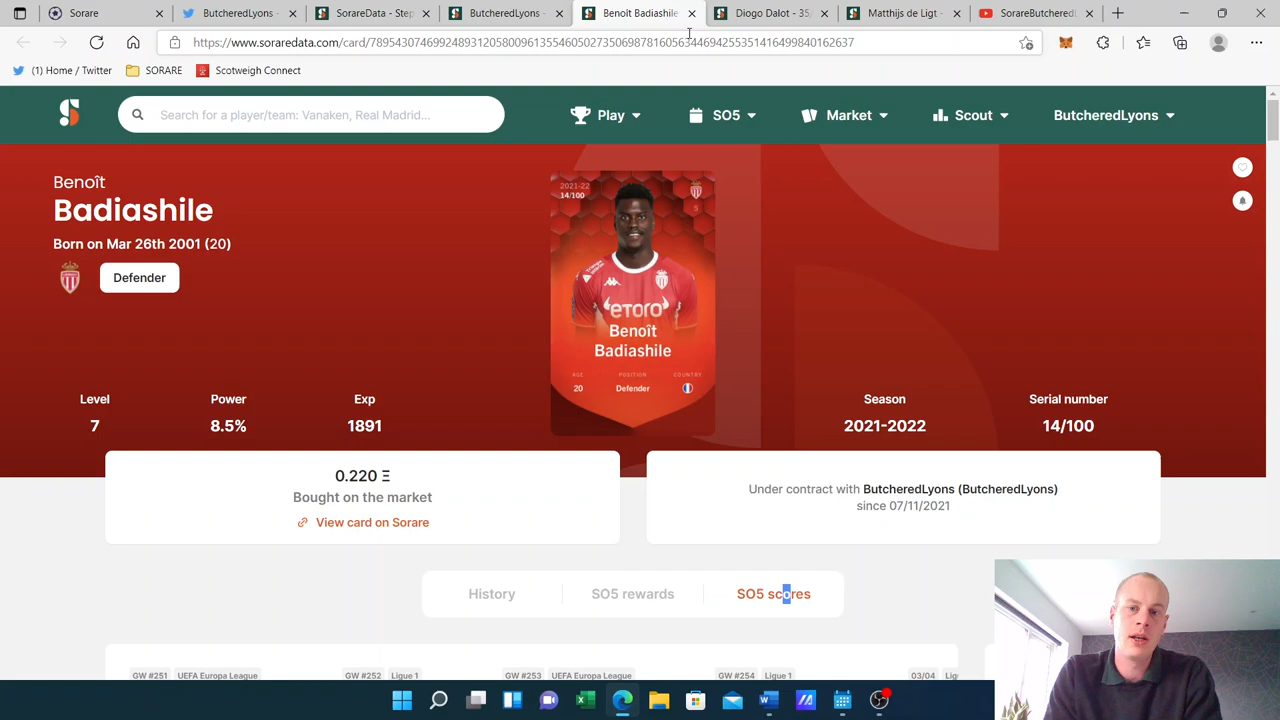 Sorare
ButcheredLyons -
SorareData - Step
ButcheredLyons -
Benoît Badiashile
Diogo Dalot - 35/
Matthijs de Ligt -
SorareButcheredL
https://www.soraredata.com/card/78954307469924893120580096135546050273506987816056344694255351416499840162637
(1) Home / Twitter
SORARE
Scotweigh Connect
Search for a player/team: Vanaken, Real Madrid...
Play
SO5
Market
Scout
ButcheredLyons
Benoît
Badiashile
Born on Mar 26th 2001 (20)
Defender
2021-22
14/100
etoro
Benoît
Badiashile
AGE POSITION COUNTRY
20 Defender
Level Power Exp
7 8.5% 1891
Season Serial number
2021-2022 14/100
0.220 Ξ
Bought on the market
View card on Sorare
Under contract with ButcheredLyons (ButcheredLyons)
since 07/11/2021
History SO5 rewards SO5 scores
GW #251 UEFA Europa League GW #252 Ligue 1 GW #253 UEFA Europa League GW #254 Ligue 1 03/04 Lig